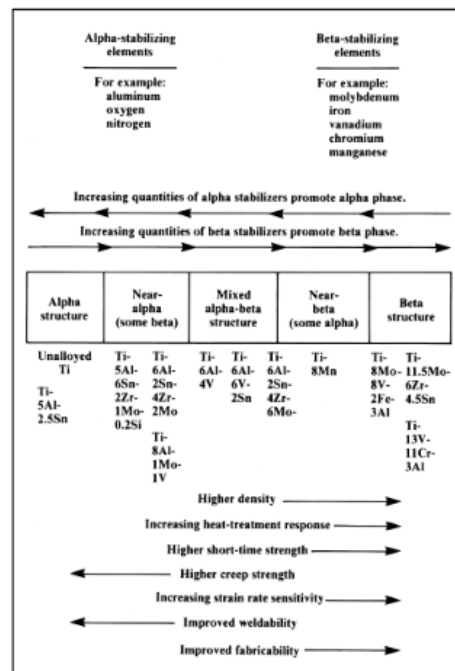 Alpha-stabilizing
elements
For example:
aluminum
oxygen
nitrogen
Beta-stabilizing
elements
For example:
molybdenum
iron
vanadium
chromium
manganese
Increasing quantities of alpha stabilizers promote alpha phase.
Increasing quantities of beta stabilizers promote beta phase.
Alpha
structure
Near-
alpha
(some beta)
Mixed
alpha-beta
structure
Near-
beta
(some alpha)
Beta
structure
Unalloyed
Ti
Ti-
5Al-
2.5Sn
Ti-
5Al-
6Sn-
2Zr-
1Mo-
0.2Si
Ti-
6Al-
2Sn-
4Zr-
2Mo
Ti-
8Al-
1Mo-
1V
Ti-
6Al-
4V
Ti-
6Al-
6V-
2Sn
Ti-
6Al-
2Sn-
4Zr-
6Mo-
Ti-
8Mn
Ti-
8Mo-
8V-
2Fe-
3Al
Ti-
11.5Mo-
6Zr-
4.5Sn
Ti-
13V-
11Cr-
3Al
Higher density
Increasing heat-treatment response
Higher short-time strength
Higher creep strength
Increasing strain rate sensitivity
Improved weldability
Improved fabricability